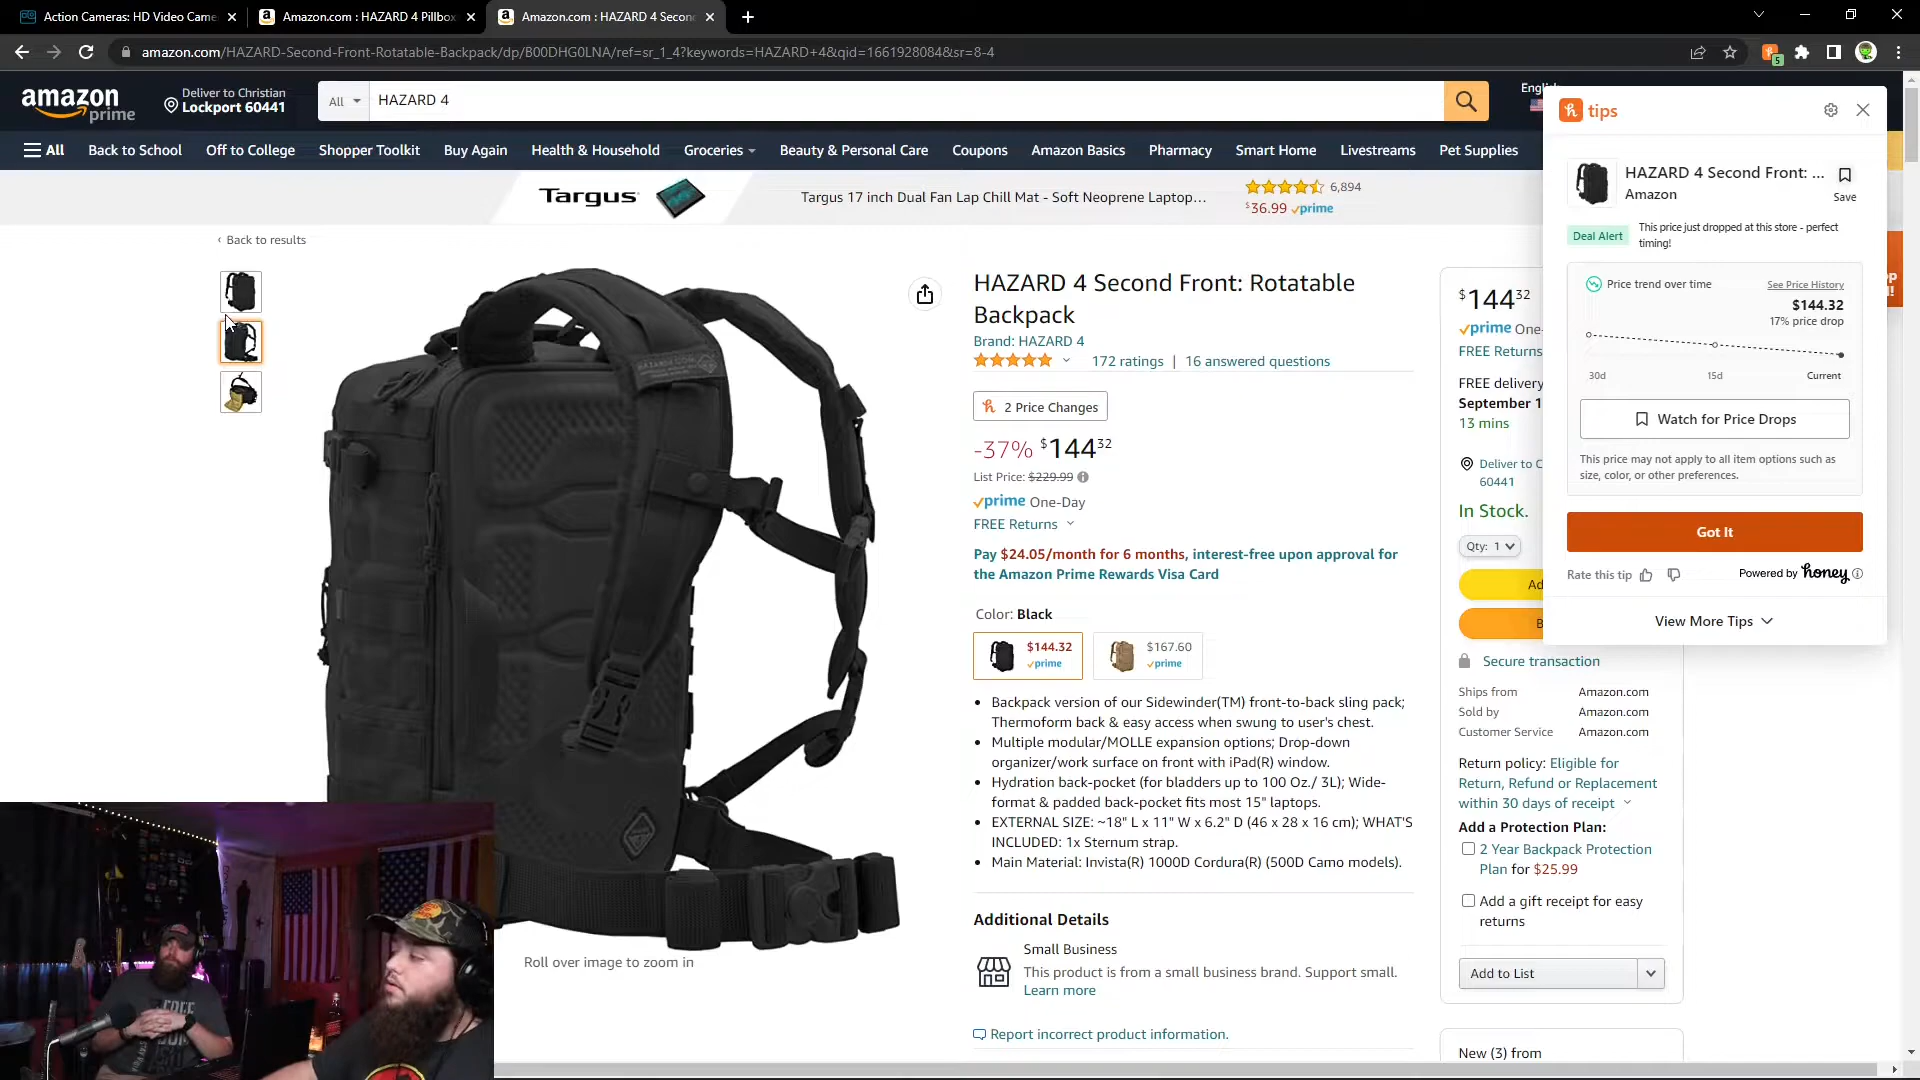 Action Cameras: HD Video Came
Amazon.com : HAZARD 4 Pillbox
Amazon.com : HAZARD 4 Secon
amazon.com/HAZARD-Second-Front-Rotatable-Backpack/dp/B00DHG0LNA/ref=sr_1_4?keywords=HAZARD+4&qid=1661928084&sr=8-4
5
amazon
prime
Deliver to Christian
Lockport 60441
All
HAZARD 4
Engli
All
Back to School
Off to College
Shopper Toolkit
Buy Again
Health & Household
Groceries
Beauty & Personal Care
Coupons
Amazon Basics
Pharmacy
Smart Home
Livestreams
Pet Supplies
Targus
Targus 17 inch Dual Fan Lap Chill Mat - Soft Neoprene Laptop...
6,894
$36.99 prime
‹ Back to results
HAZARD 4 Second Front: Rotatable
Backpack
Brand: HAZARD 4
172 ratings | 16 answered questions
2 Price Changes
-37% $144 32
List Price: $229.99
prime One-Day
FREE Returns
Pay $24.05/month for 6 months, interest-free upon approval for
the Amazon Prime Rewards Visa Card
Color: Black
$144.32
prime
$167.60
prime
• Backpack version of our Sidewinder(TM) front-to-back sling pack;
Thermoform back & easy access when swung to user's chest.
• Multiple modular/MOLLE expansion options; Drop-down
organizer/work surface on front with iPad(R) window.
• Hydration back-pocket (for bladders up to 100 Oz./ 3L); Wide-
format & padded back-pocket fits most 15" laptops.
• EXTERNAL SIZE: ~18" L x 11" W x 6.2" D (46 x 28 x 16 cm); WHAT'S
INCLUDED: 1x Sternum strap.
• Main Material: Invista(R) 1000D Cordura(R) (500D Camo models).
Additional Details
Small Business
This product is from a small business brand. Support small.
Learn more
Report incorrect product information.
Roll over image to zoom in
$144 32
prime One-
FREE Returns
FREE delivery
September 1
13 mins
Deliver to C
60441
In Stock.
Qty: 1
Ad
B
Secure transaction
Ships from Amazon.com
Sold by Amazon.com
Customer Service Amazon.com
Return policy: Eligible for
Return, Refund or Replacement
within 30 days of receipt
Add a Protection Plan:
2 Year Backpack Protection
Plan for $25.99
Add a gift receipt for easy
returns
Add to List
New (3) from
h tips
HAZARD 4 Second Front: ...
Amazon
Save
Deal Alert
This price just dropped at this store - perfect
timing!
Price trend over time
See Price History
$144.32
17% price drop
30d
15d
Current
Watch for Price Drops
This price may not apply to all item options such as
size, color, or other preferences.
Got It
Rate this tip
Powered by honey
View More Tips